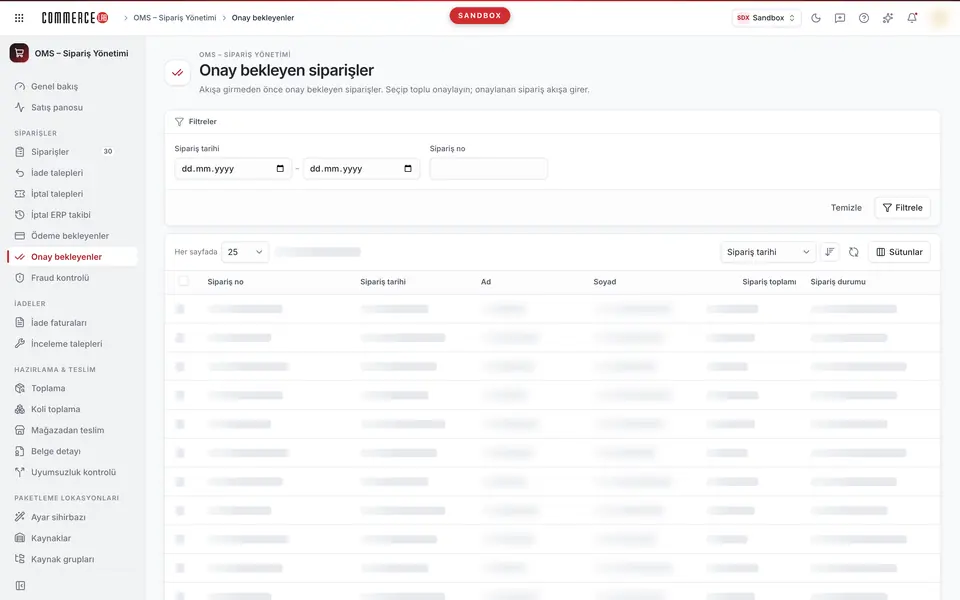 COMMERCE LAB
OMS – Sipariş Yönetimi
Onay bekleyenler
SANDBOX
SDX Sandbox
OMS – Sipariş Yönetimi
Genel bakış
Satış panosu
SİPARİŞLER
Siparişler 30
İade talepleri
İptal talepleri
İptal ERP takibi
Ödeme bekleyenler
Onay bekleyenler
Fraud kontrolü
İADELER
İade faturaları
İnceleme talepleri
HAZIRLAMA & TESLİM
Toplama
Koli toplama
Mağazadan teslim
Belge detayı
Uyumsuzluk kontrolü
PAKETLEME LOKASYONLARI
Ayar sihirbazı
Kaynaklar
Kaynak grupları
OMS – SİPARİŞ YÖNETİMİ
Onay bekleyen siparişler
Akışa girmeden önce onay bekleyen siparişler. Seçip toplu onaylayın; onaylanan sipariş akışa girer.
Filtreler
Sipariş tarihi Sipariş no
dd.mm.yyyy – dd.mm.yyyy
Temizle Filtrele
Her sayfada 25 Sipariş tarihi Sütunlar
Sipariş no Sipariş tarihi Ad Soyad Sipariş toplamı Sipariş durumu